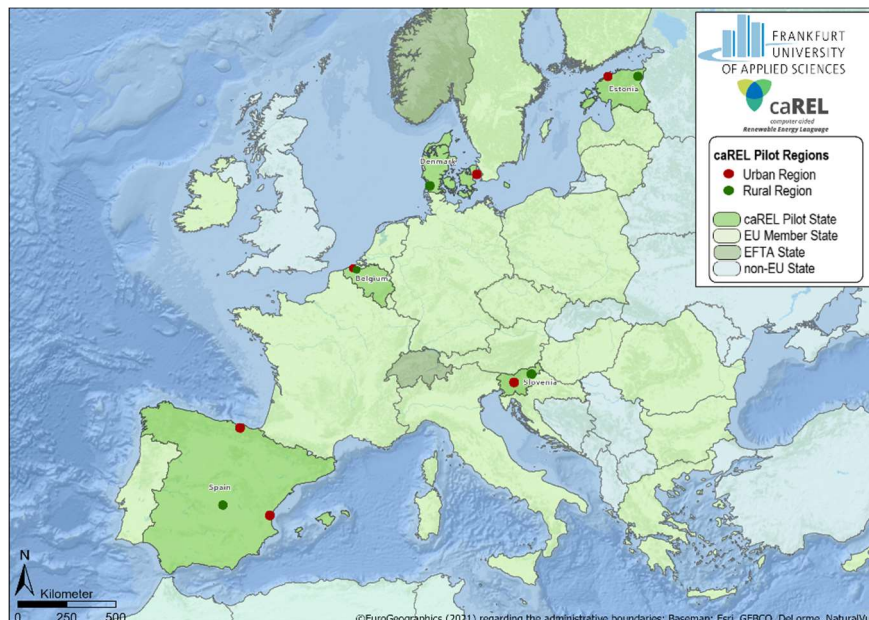 FRANKFURT
UNIVERSITY
OF APPLIED SCIENCES
caREL
computer aided
Renewable Energy Language
caREL Pilot Regions
Urban Region
Rural Region
caREL Pilot State
EU Member State
EFTA State
non-EU State
Estonia
Denmark
Belgium
Slovenia
Spain
N
Kilometer
0 250 500
©EuroGeographics (2021) regarding the administrative boundaries; Basemap: Esri, GEBCO, DeLorme, NaturalVu